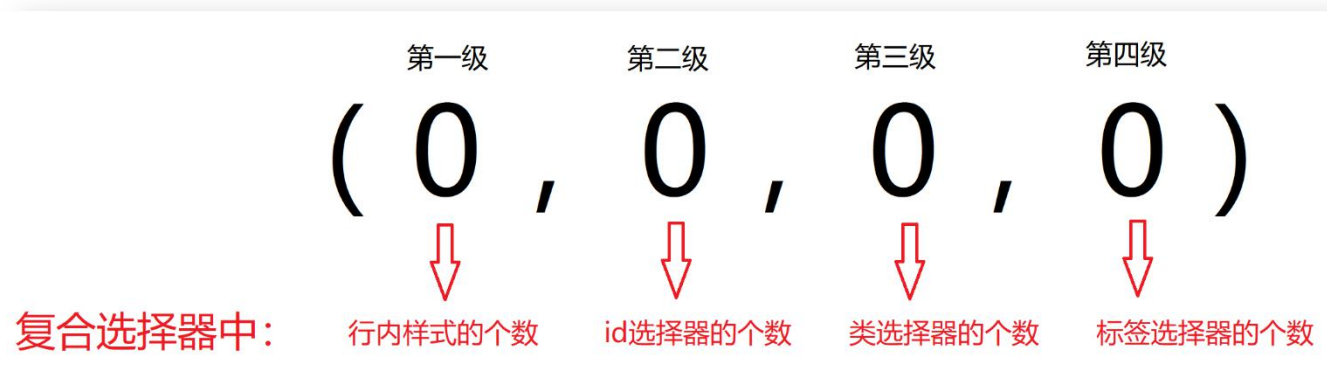 第一级 第二级 第三级 第四级
( 0 , 0 , 0 , 0 )
复合选择器中： 行内样式的个数 id选择器的个数 类选择器的个数 标签选择器的个数